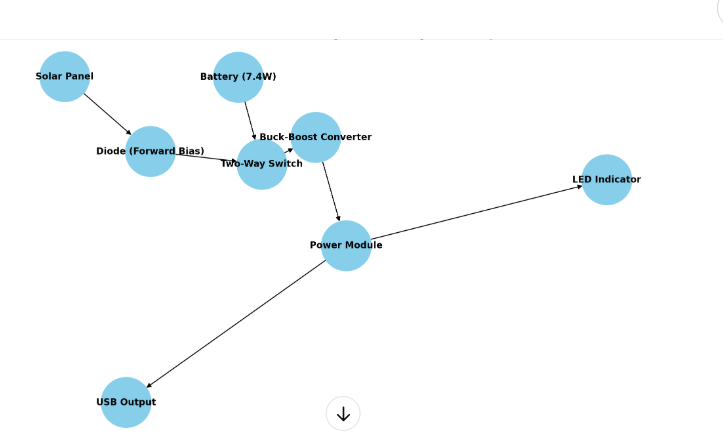 Solar Panel
Battery (7.4W)
Buck-Boost Converter
Diode (Forward Bias)
Two-Way Switch
LED Indicator
Power Module
USB Output